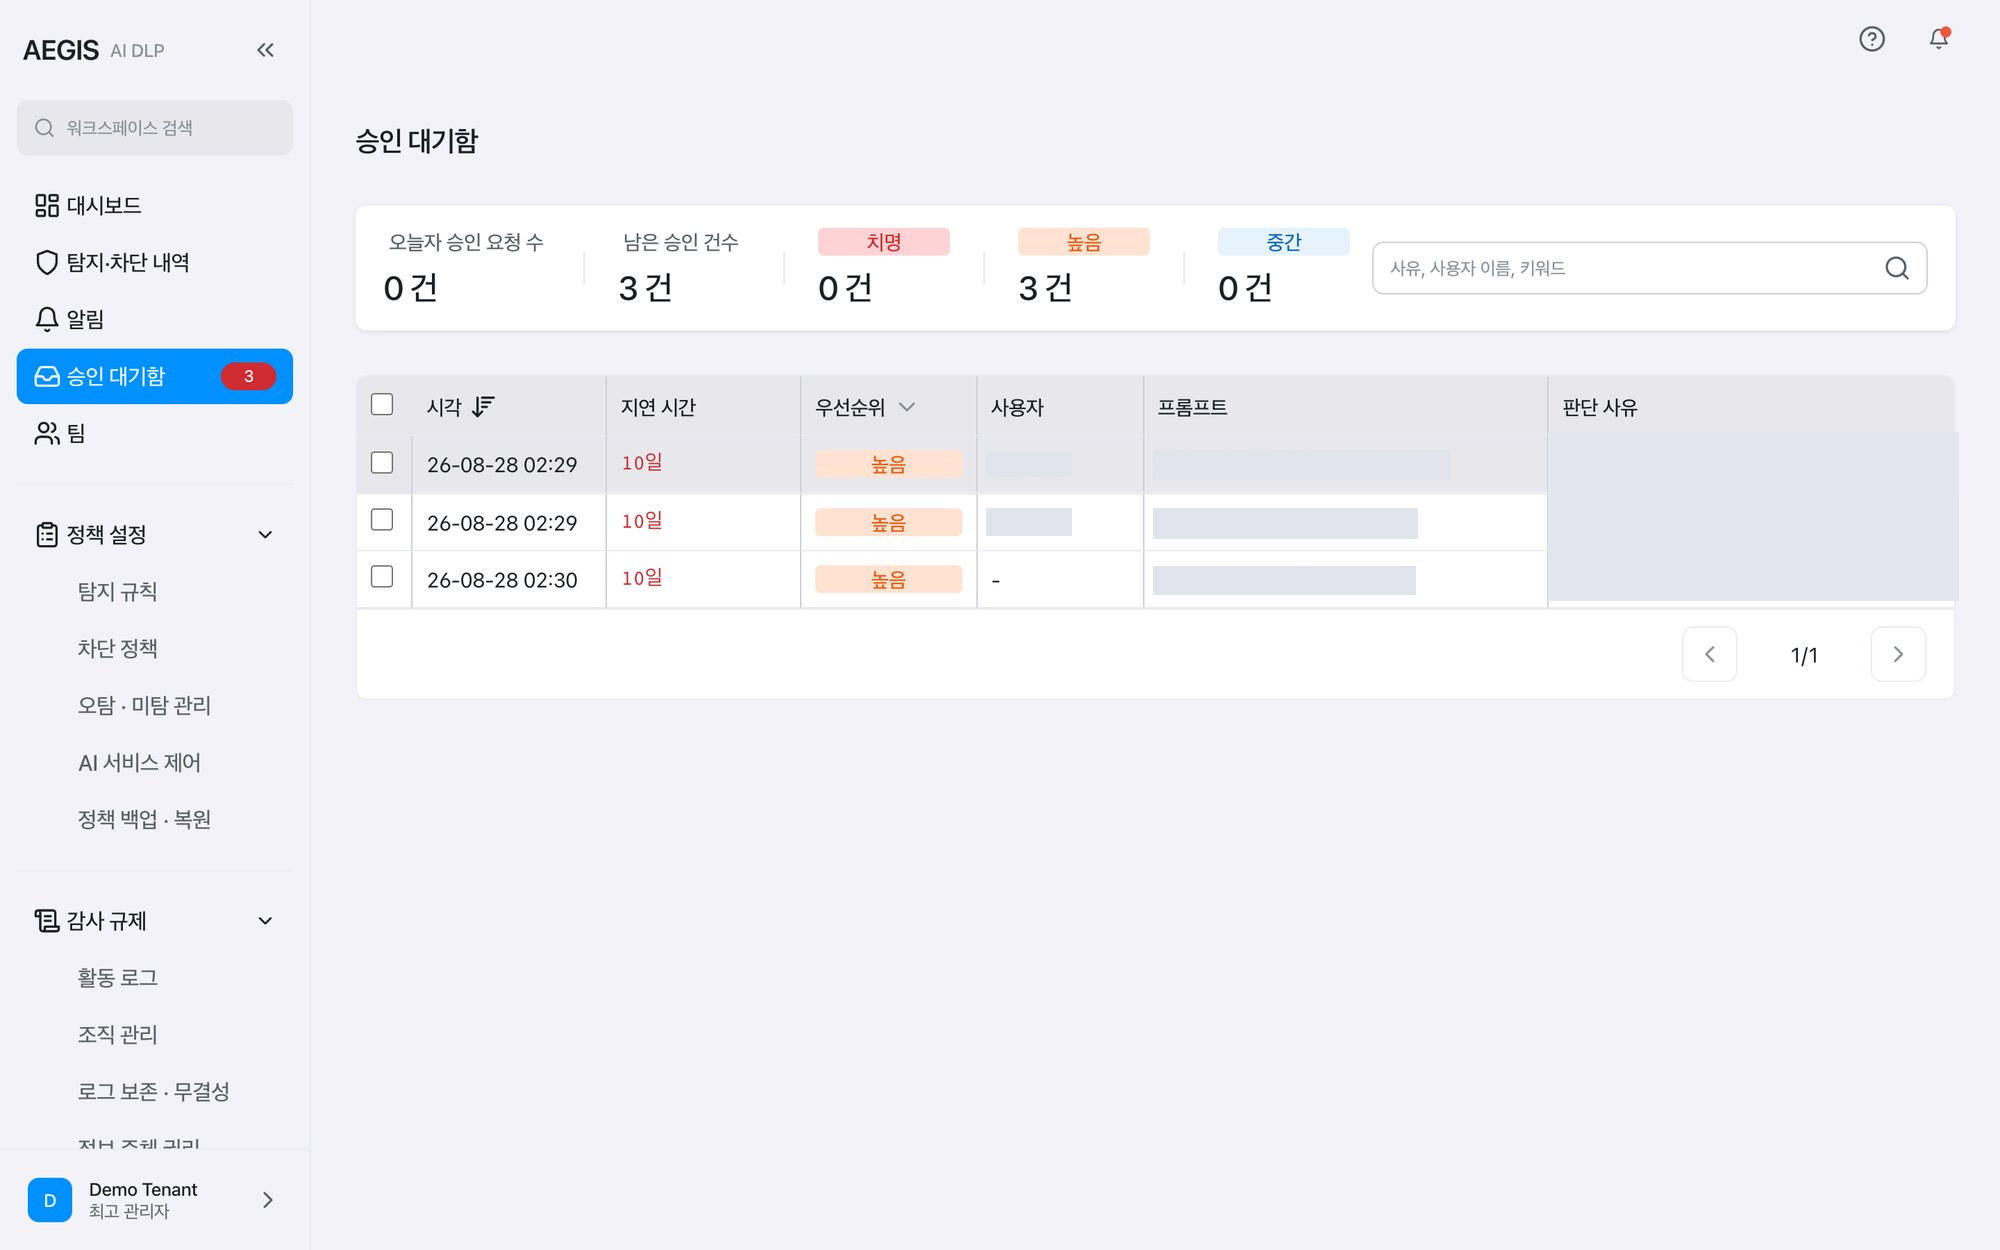 AEGIS AI DLP
워크스페이스 검색
대시보드
탐지·차단 내역
알림
승인 대기함 3
팀
정책 설정
탐지 규칙
차단 정책
오탐 · 미탐 관리
AI 서비스 제어
정책 백업 · 복원
감사 규제
활동 로그
조직 관리
로그 보존 · 무결성
정보 주체 권리
D
Demo Tenant
최고 관리자
승인 대기함
오늘자 승인 요청 수
0 건
남은 승인 건수
3 건
치명
0 건
높음
3 건
중간
0 건
사유, 사용자 이름, 키워드
시각 지연 시간 우선순위 사용자 프롬프트 판단 사유
26-08-28 02:29 10일 높음
26-08-28 02:29 10일 높음
26-08-28 02:30 10일 높음 -
1/1